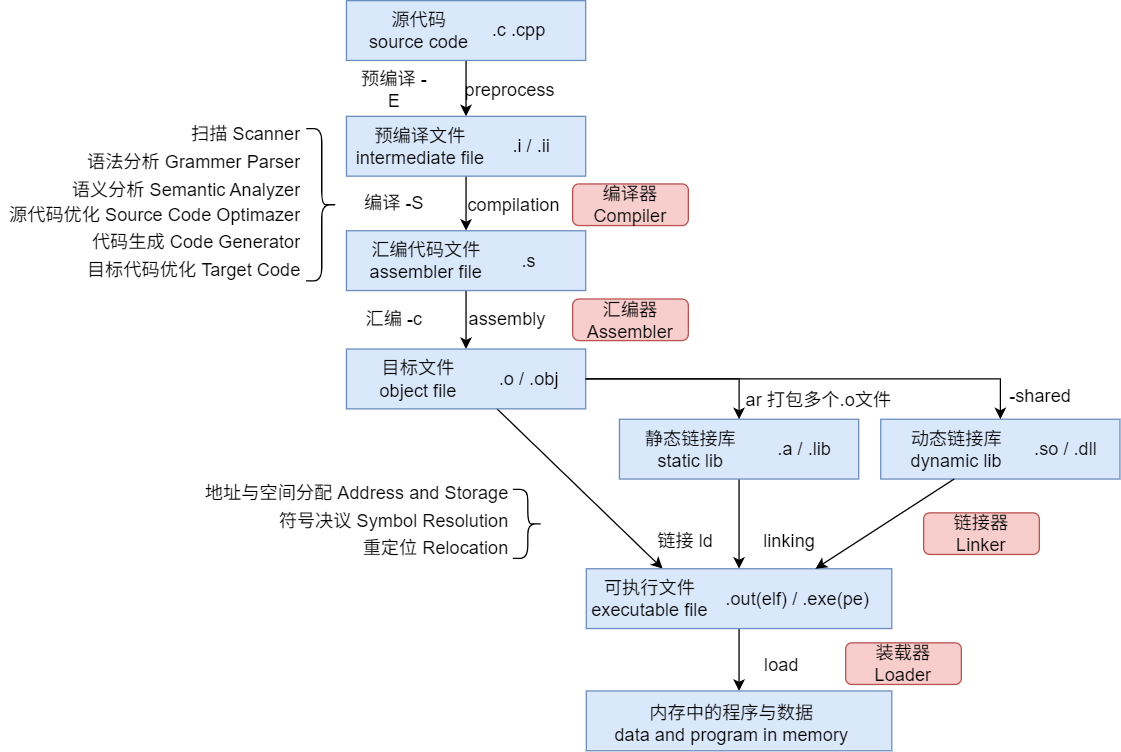 源代码
source code
.c .cpp
预编译 -
E
preprocess
扫描 Scanner
语法分析 Grammer Parser
语义分析 Semantic Analyzer
源代码优化 Source Code Optimazer
代码生成 Code Generator
目标代码优化 Target Code
预编译文件
intermediate file
.i / .ii
编译 -S
compilation
编译器
Compiler
汇编代码文件
assembler file
.s
汇编 -c
assembly
汇编器
Assembler
目标文件
object file
.o / .obj
ar 打包多个.o文件
-shared
静态链接库
static lib
.a / .lib
动态链接库
dynamic lib
.so / .dll
地址与空间分配 Address and Storage
符号决议 Symbol Resolution
重定位 Relocation
链接 ld
linking
链接器
Linker
可执行文件
executable file
.out(elf) / .exe(pe)
load
装载器
Loader
内存中的程序与数据
data and program in memory